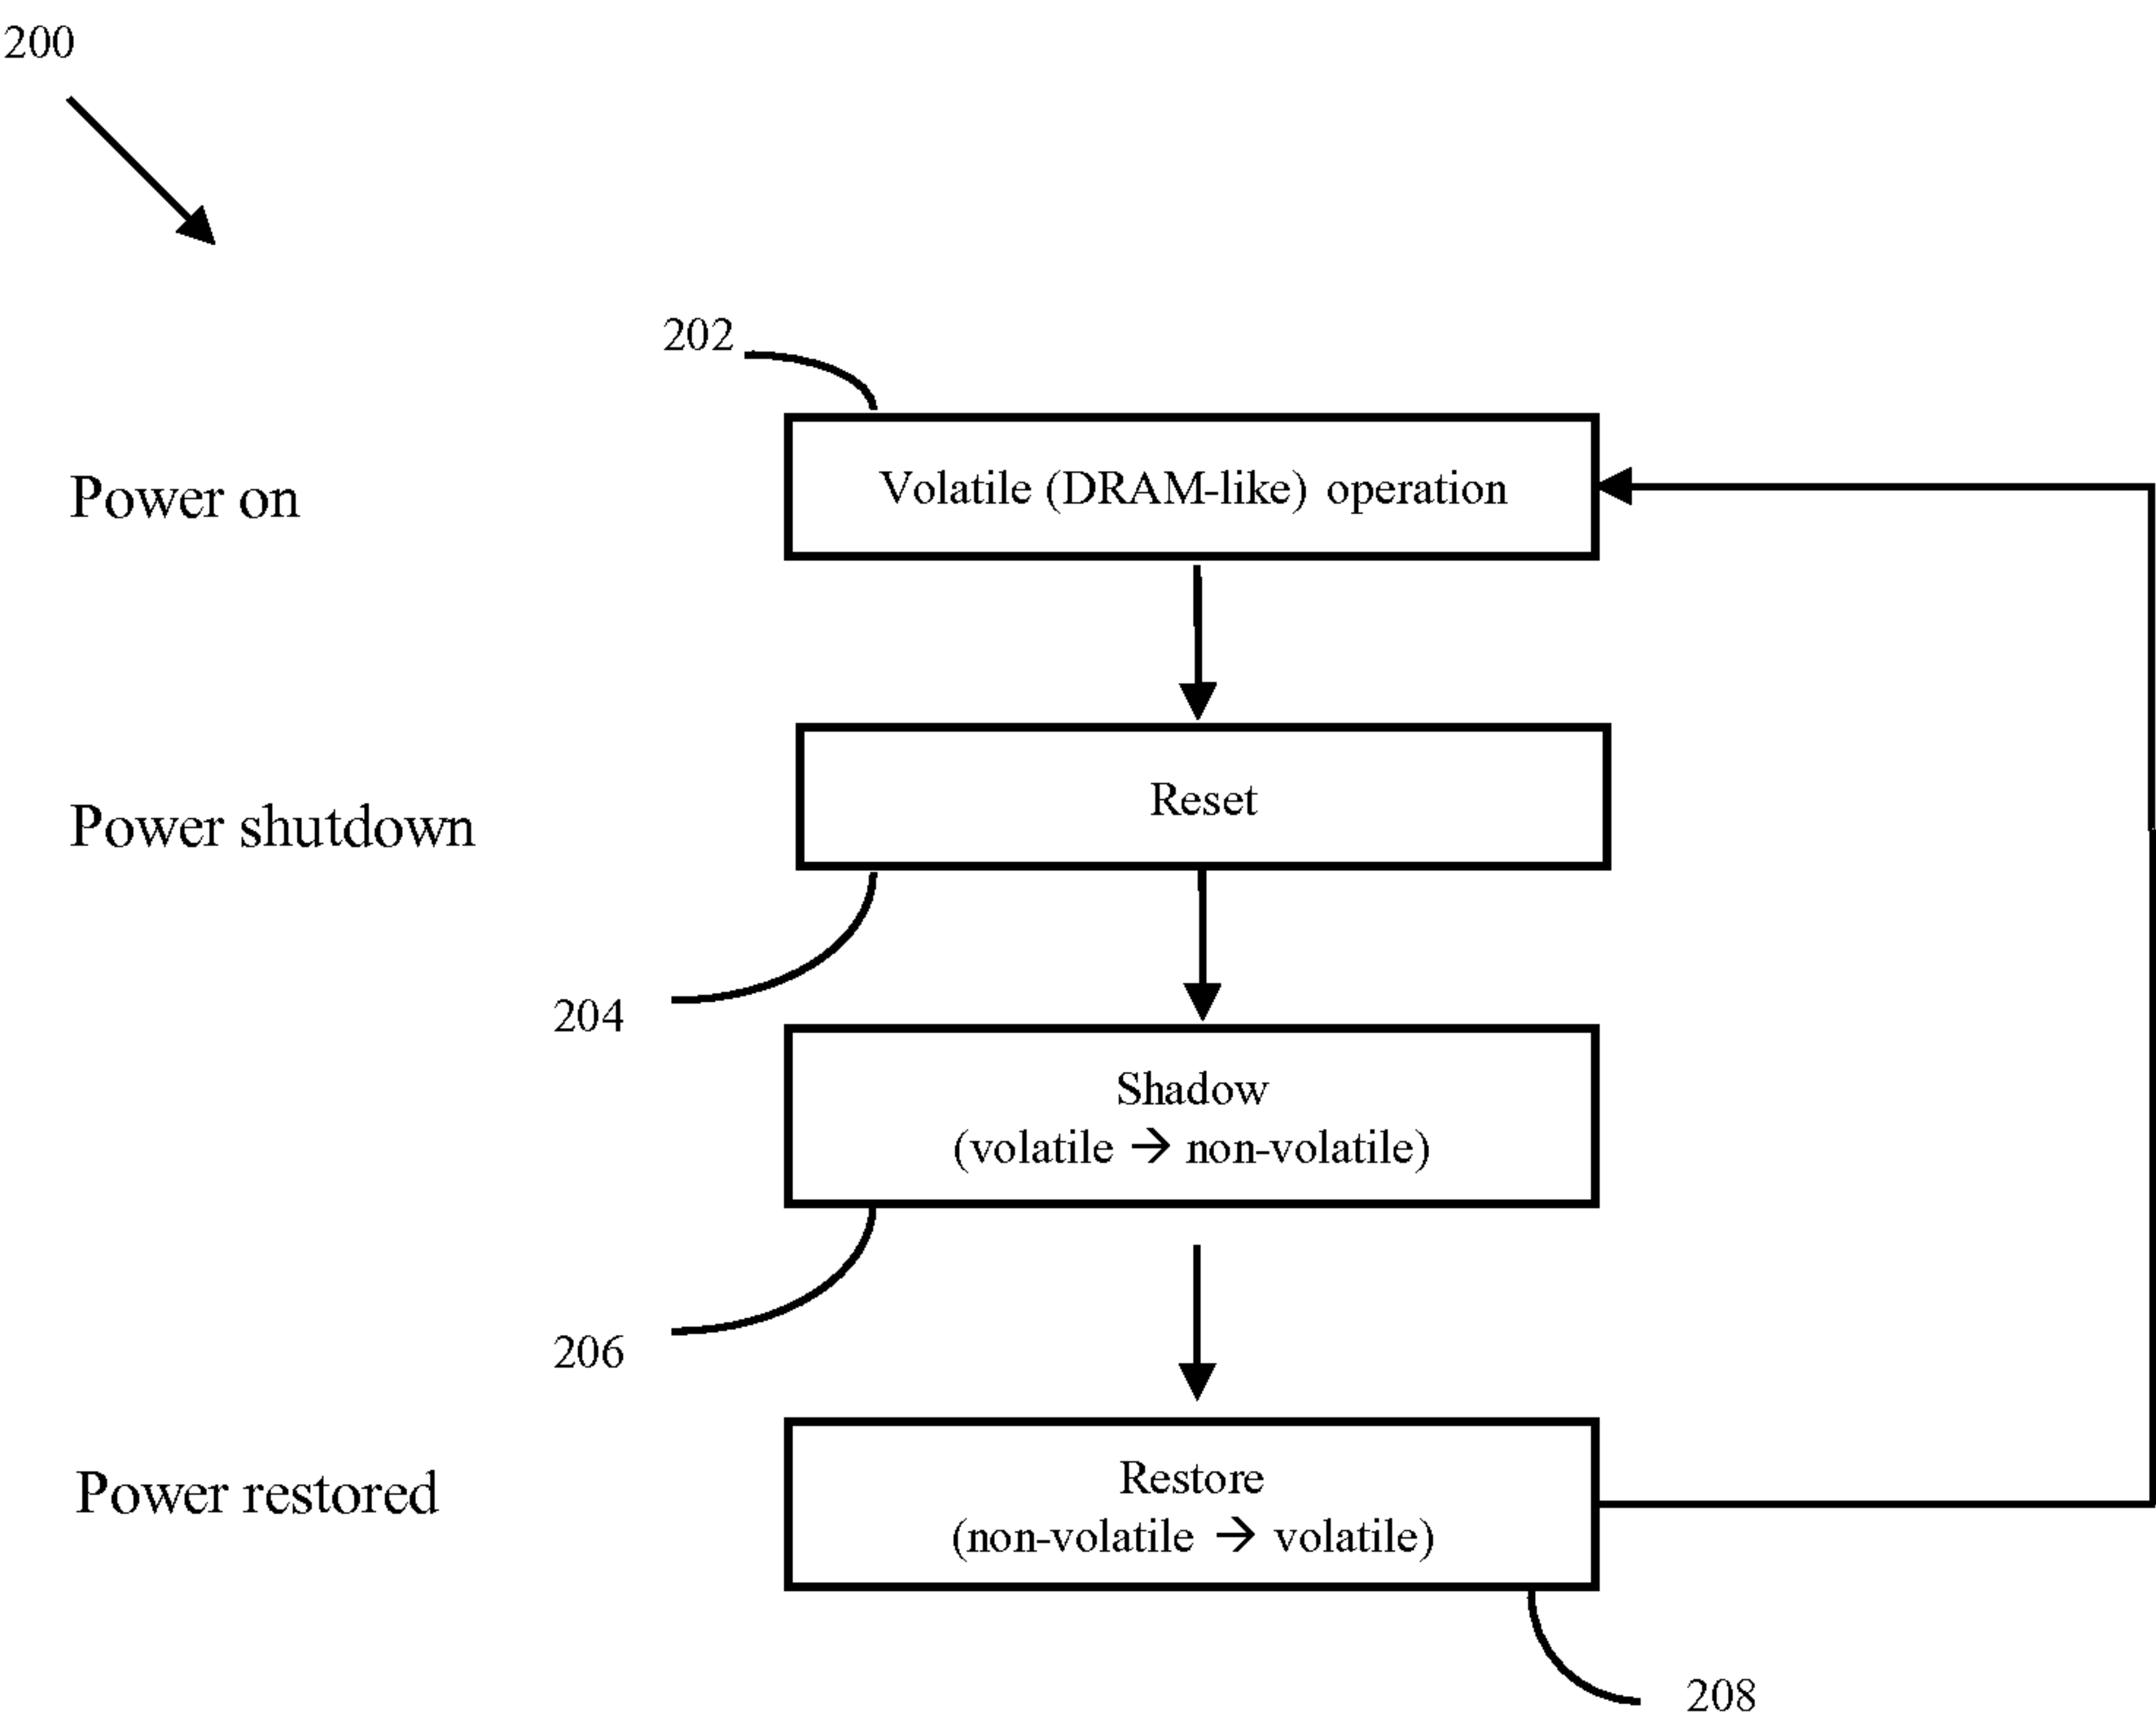 200
202
Power on
Volatile (DRAM-like) operation
Power shutdown
Reset
204
Shadow
(volatile → non-volatile)
206
Power restored
Restore
(non-volatile → volatile)
208